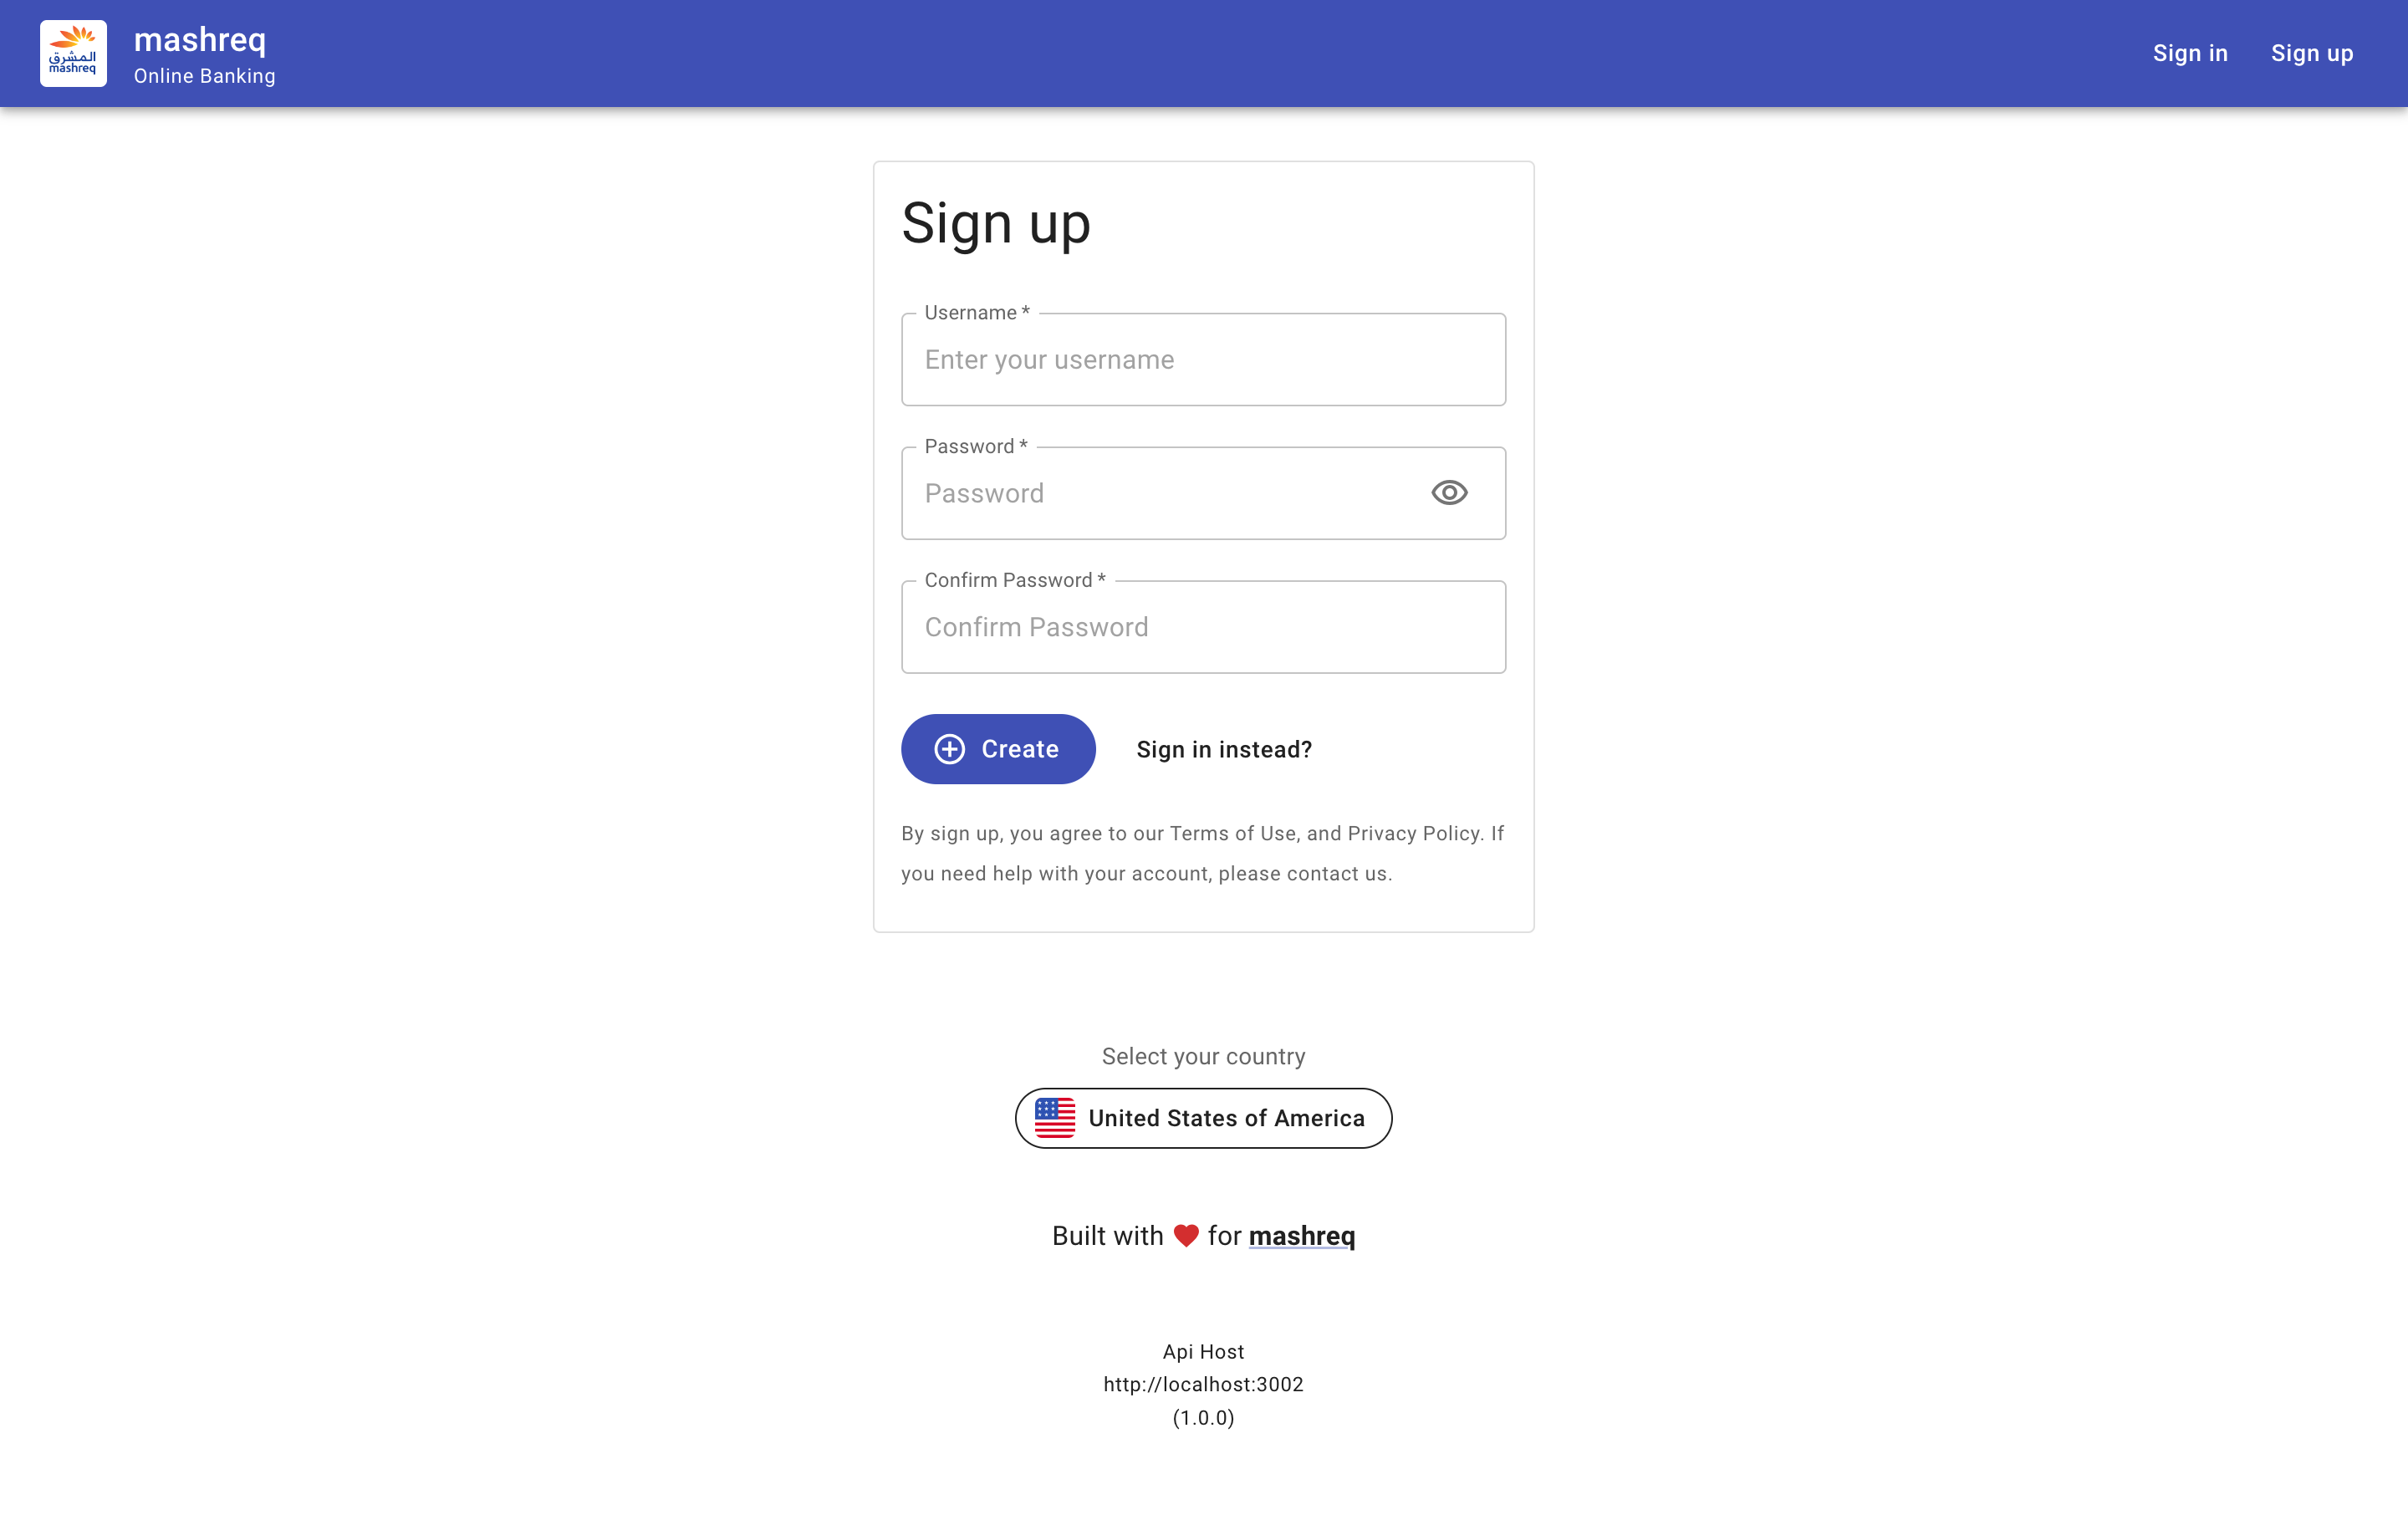 المشرق
mashreq
mashreq
Online Banking
Sign in
Sign up
Sign up
Username *
Enter your username
Password *
Password
Confirm Password *
Confirm Password
Create
Sign in instead?
By sign up, you agree to our Terms of Use, and Privacy Policy. If
you need help with your account, please contact us.
Select your country
United States of America
Built with for mashreq
Api Host
http://localhost:3002
(1.0.0)